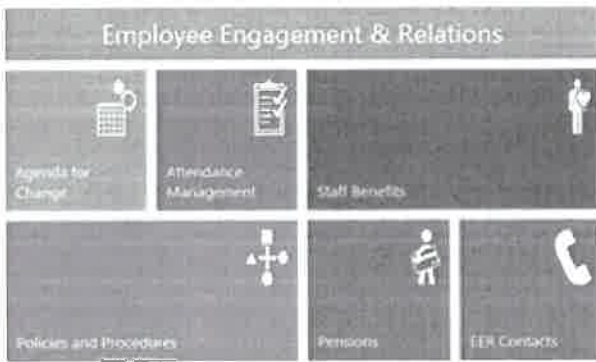 Employee Engagement & Relations
Agenda for
Change
Attendance
Management
Staff Benefits
Policies and Procedures
Pensions
EER Contacts